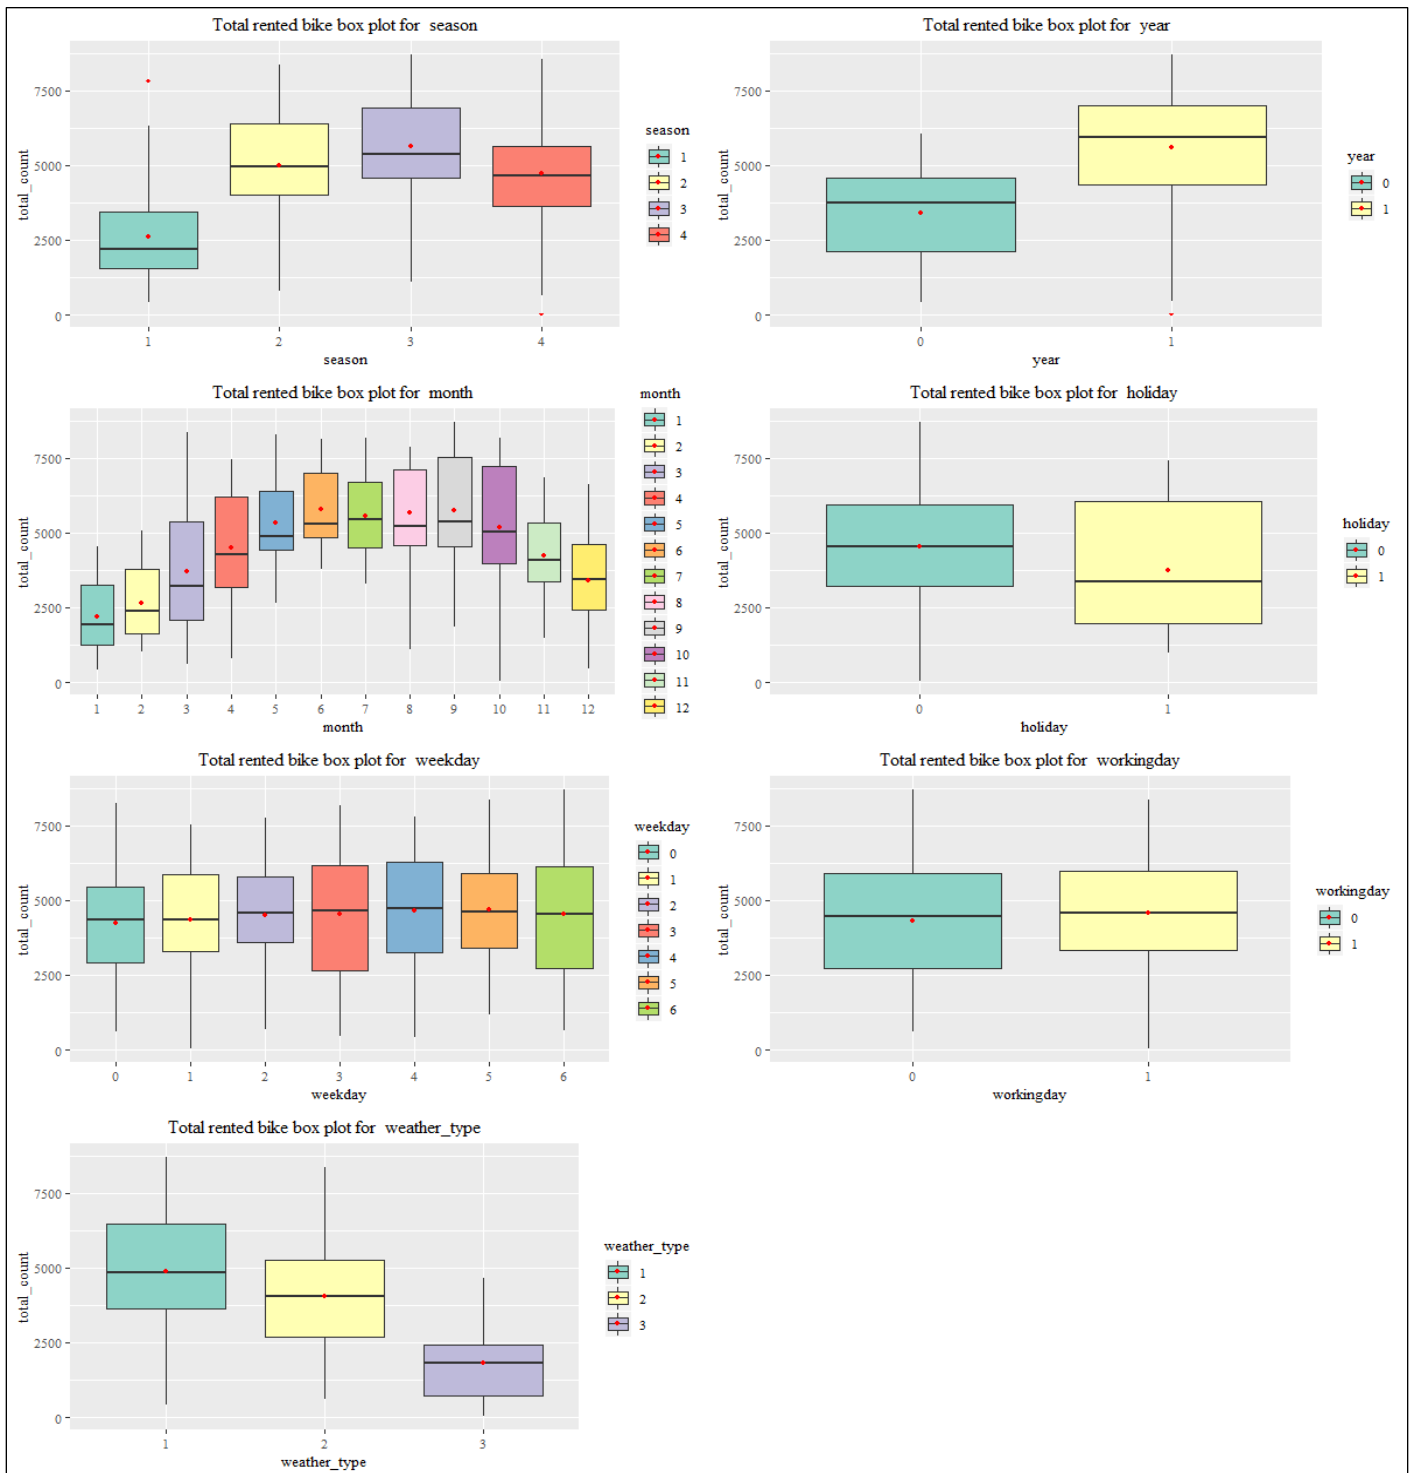 Total rented bike box plot for  season
total_count
7500
5000
2500
0
1 2 3 4
season
season
1
2
3
4
Total rented bike box plot for  year
total_count
7500
5000
2500
0
0 1
year
year
0
1
Total rented bike box plot for  month
total_count
7500
5000
2500
0
1 2 3 4 5 6 7 8 9 10 11 12
month
month
1
2
3
4
5
6
7
8
9
10
11
12
Total rented bike box plot for  holiday
total_count
7500
5000
2500
0
0 1
holiday
holiday
0
1
Total rented bike box plot for  weekday
total_count
7500
5000
2500
0
0 1 2 3 4 5 6
weekday
weekday
0
1
2
3
4
5
6
Total rented bike box plot for  workingday
total_count
7500
5000
2500
0
0 1
workingday
workingday
0
1
Total rented bike box plot for  weather_type
total_count
7500
5000
2500
0
1 2 3
weather_type
weather_type
1
2
3